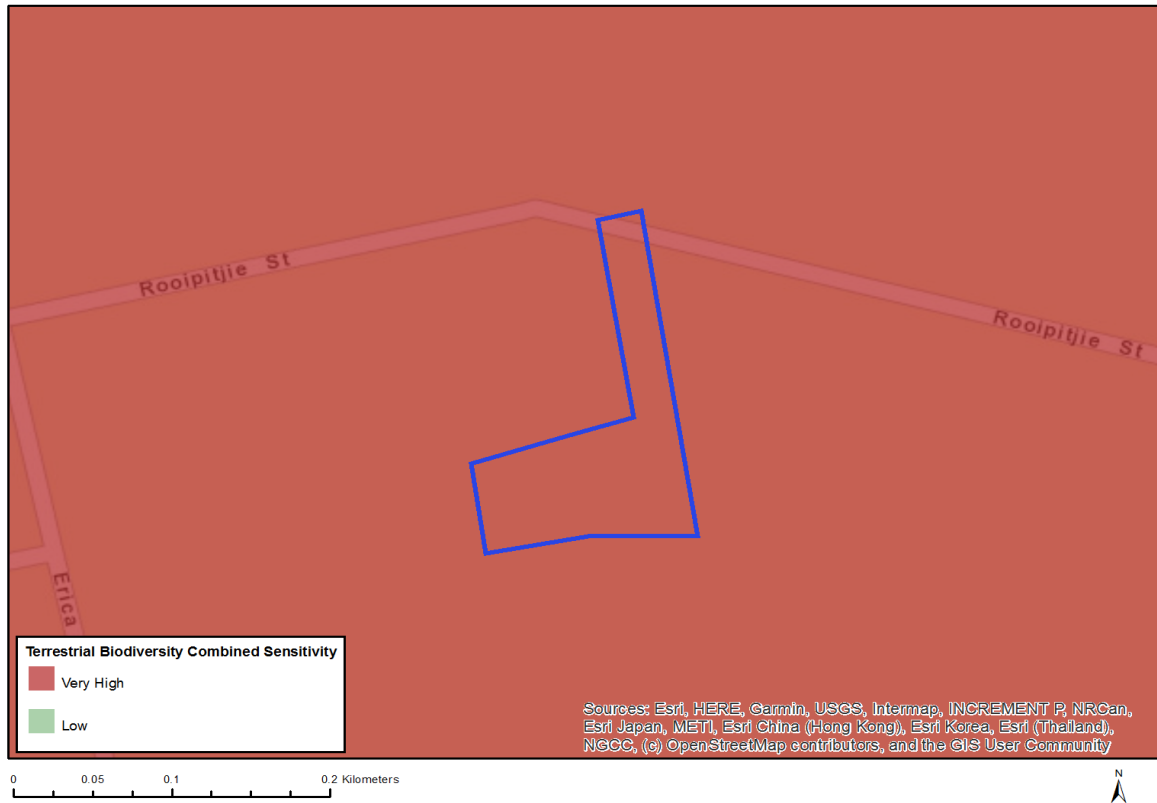 Rooipitjie St
Rooipitjie St
Erica
Terrestrial Biodiversity Combined Sensitivity
Very High
Low
Sources: Esri, HERE, Garmin, USGS, Intermap, INCREMENT P, NRCan,
Esri Japan, METI, Esri China (Hong Kong), Esri Korea, Esri (Thailand),
NGCC, (c) OpenStreetMap contributors, and the GIS User Community
0 0.05 0.1 0.2 Kilometers
N